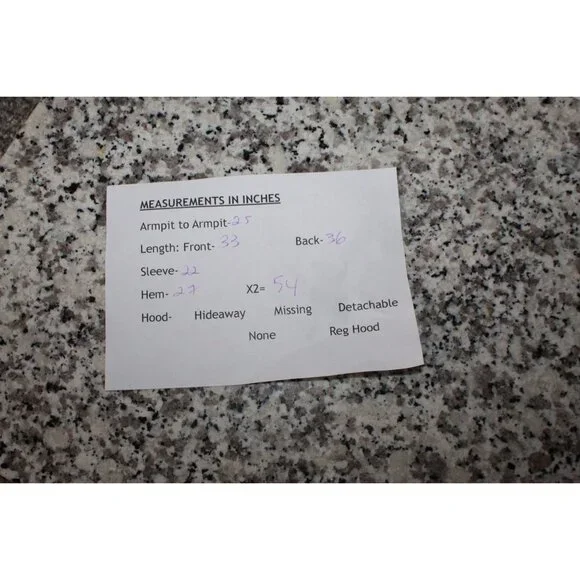 MEASUREMENTS IN INCHES
Armpit to Armpit-25
Length: Front- 33 Back- 36
Sleeve- 22
Hem- 27 X2= 54
Hood- Hideaway Missing Detachable
None Reg Hood